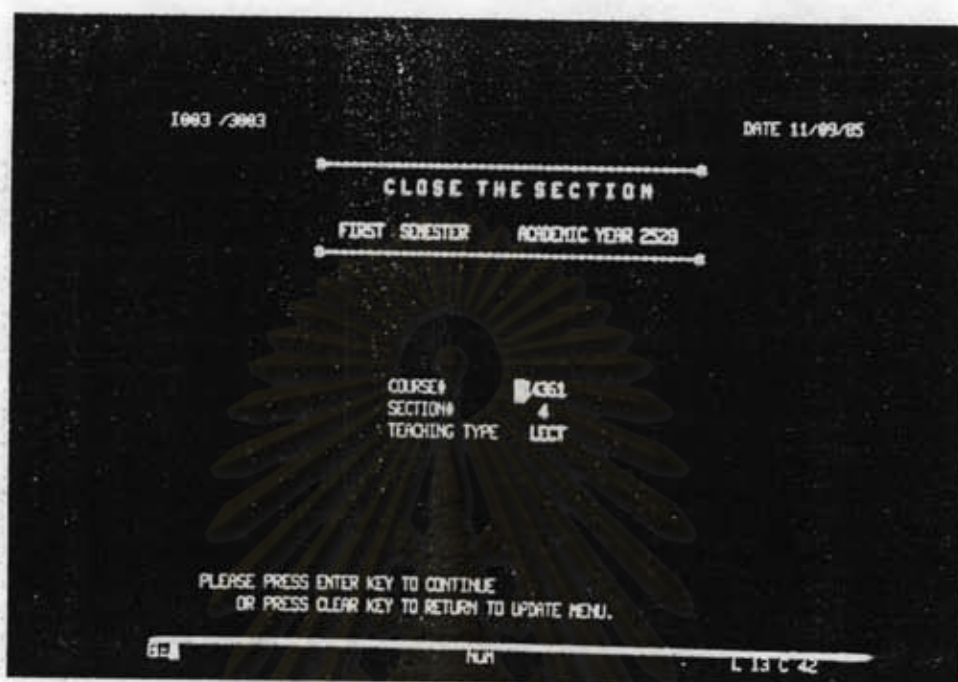 I003 /3003 DATE 11/09/85
CLOSE THE SECTION
FIRST SEMESTER ACADEMIC YEAR 2529
COURSE# 4361
SECTION# 4
TEACHING TYPE LECT
PLEASE PRESS ENTER KEY TO CONTINUE
OR PRESS CLEAR KEY TO RETURN TO UPDATE MENU.
NUM L 13 C 42